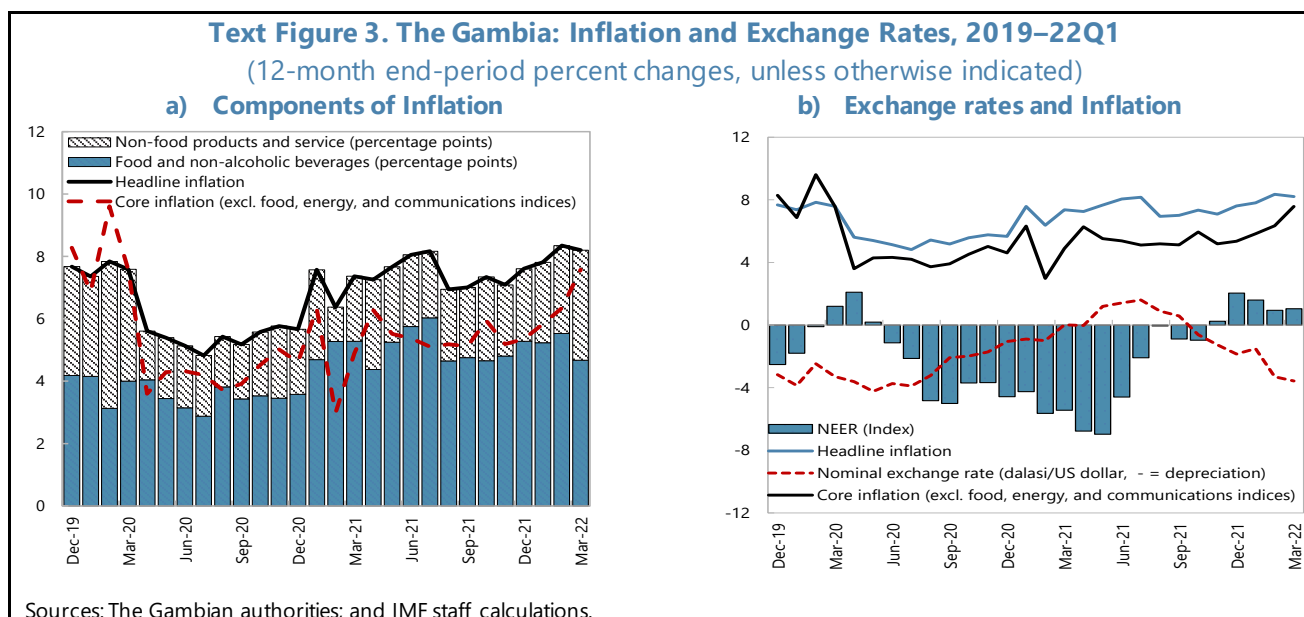 Text Figure 3. The Gambia: Inflation and Exchange Rates, 2019–22Q1
(12-month end-period percent changes, unless otherwise indicated)
a) Components of Inflation
12
10
8
6
4
2
0
Non-food products and service (percentage points)
Food and non-alcoholic beverages (percentage points)
Headline inflation
Core inflation (excl. food, energy, and communications indices)
Dec-19
Mar-20
Jun-20
Sep-20
Dec-20
Mar-21
Jun-21
Sep-21
Dec-21
Mar-22
b) Exchange rates and Inflation
12
8
4
0
-4
-8
-12
NEER (Index)
Headline inflation
Nominal exchange rate (dalasi/US dollar, - = depreciation)
Core inflation (excl. food, energy, and communications indices)
Dec-19
Mar-20
Jun-20
Sep-20
Dec-20
Mar-21
Jun-21
Sep-21
Dec-21
Mar-22
Sources: The Gambian authorities; and IMF staff calculations.